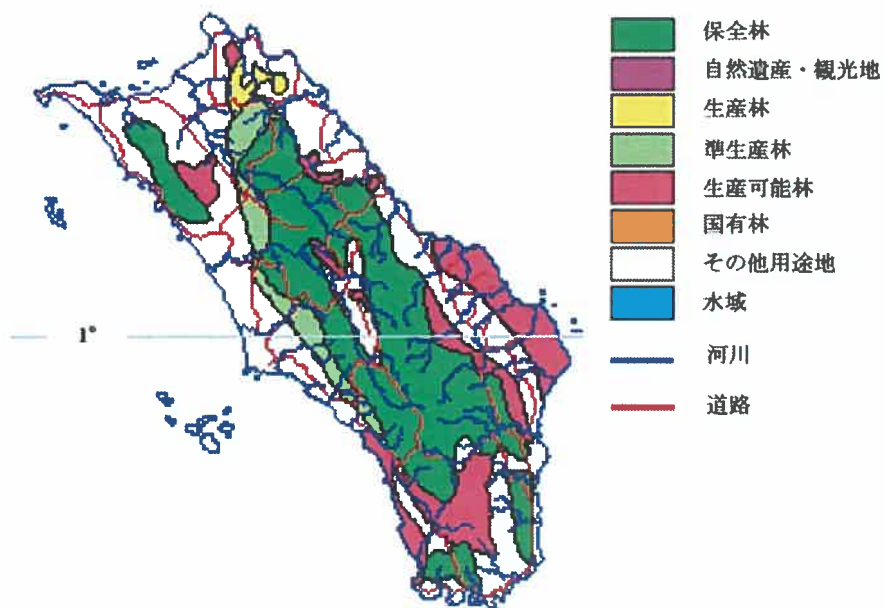 保全林
自然遺産・観光地
生産林
準生産林
生産可能林
国有林
その他用途地
水域
河川
道路
1°
1°